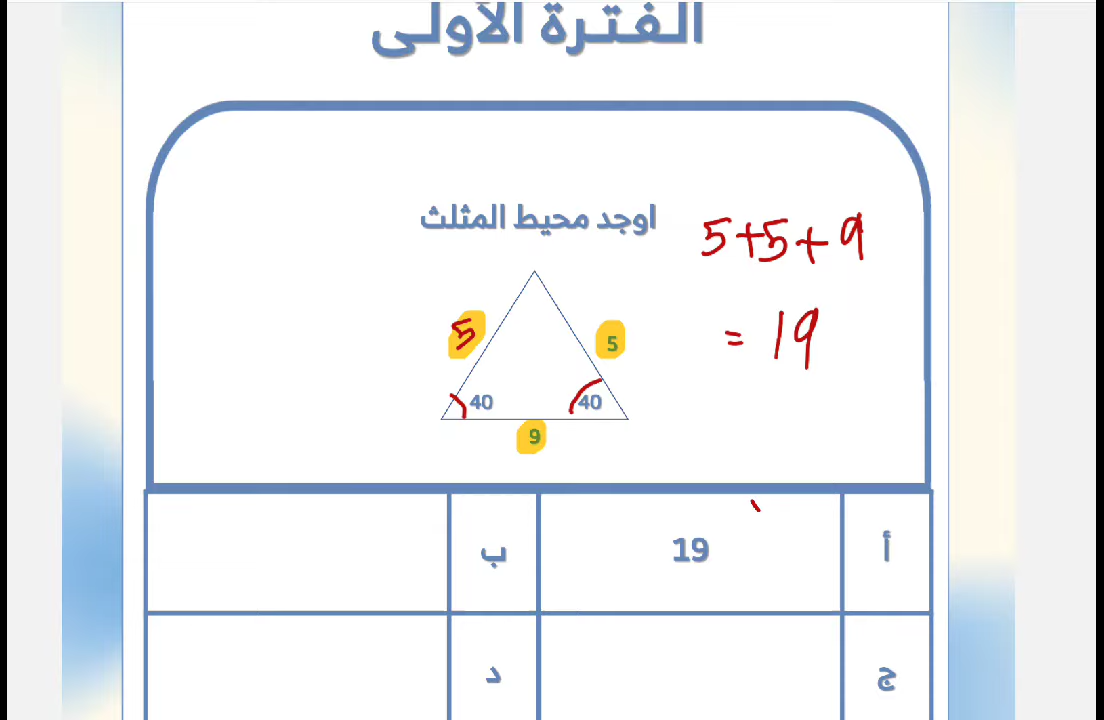 الفترة الأولى
اوجد محيط المثلث
5+5+9
= 19
5
5
40
40
9
أ
19
ب
ج
د